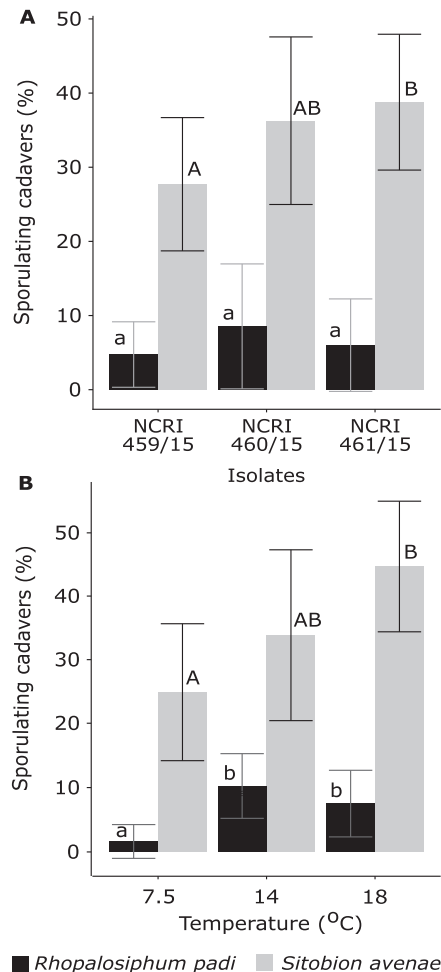 A
50
40
30
20
10
0
Sporulating cadavers (%)
a
A
a
AB
a
B
NCRI NCRI NCRI
459/15 460/15 461/15
Isolates
B
50
40
30
20
10
0
Sporulating cadavers (%)
a
A
b
AB
b
B
7.5 14 18
Temperature (°C)
Rhopalosiphum padi Sitobion avenae